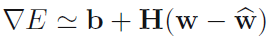 ∇E ≃ b + H(w − ŵ)